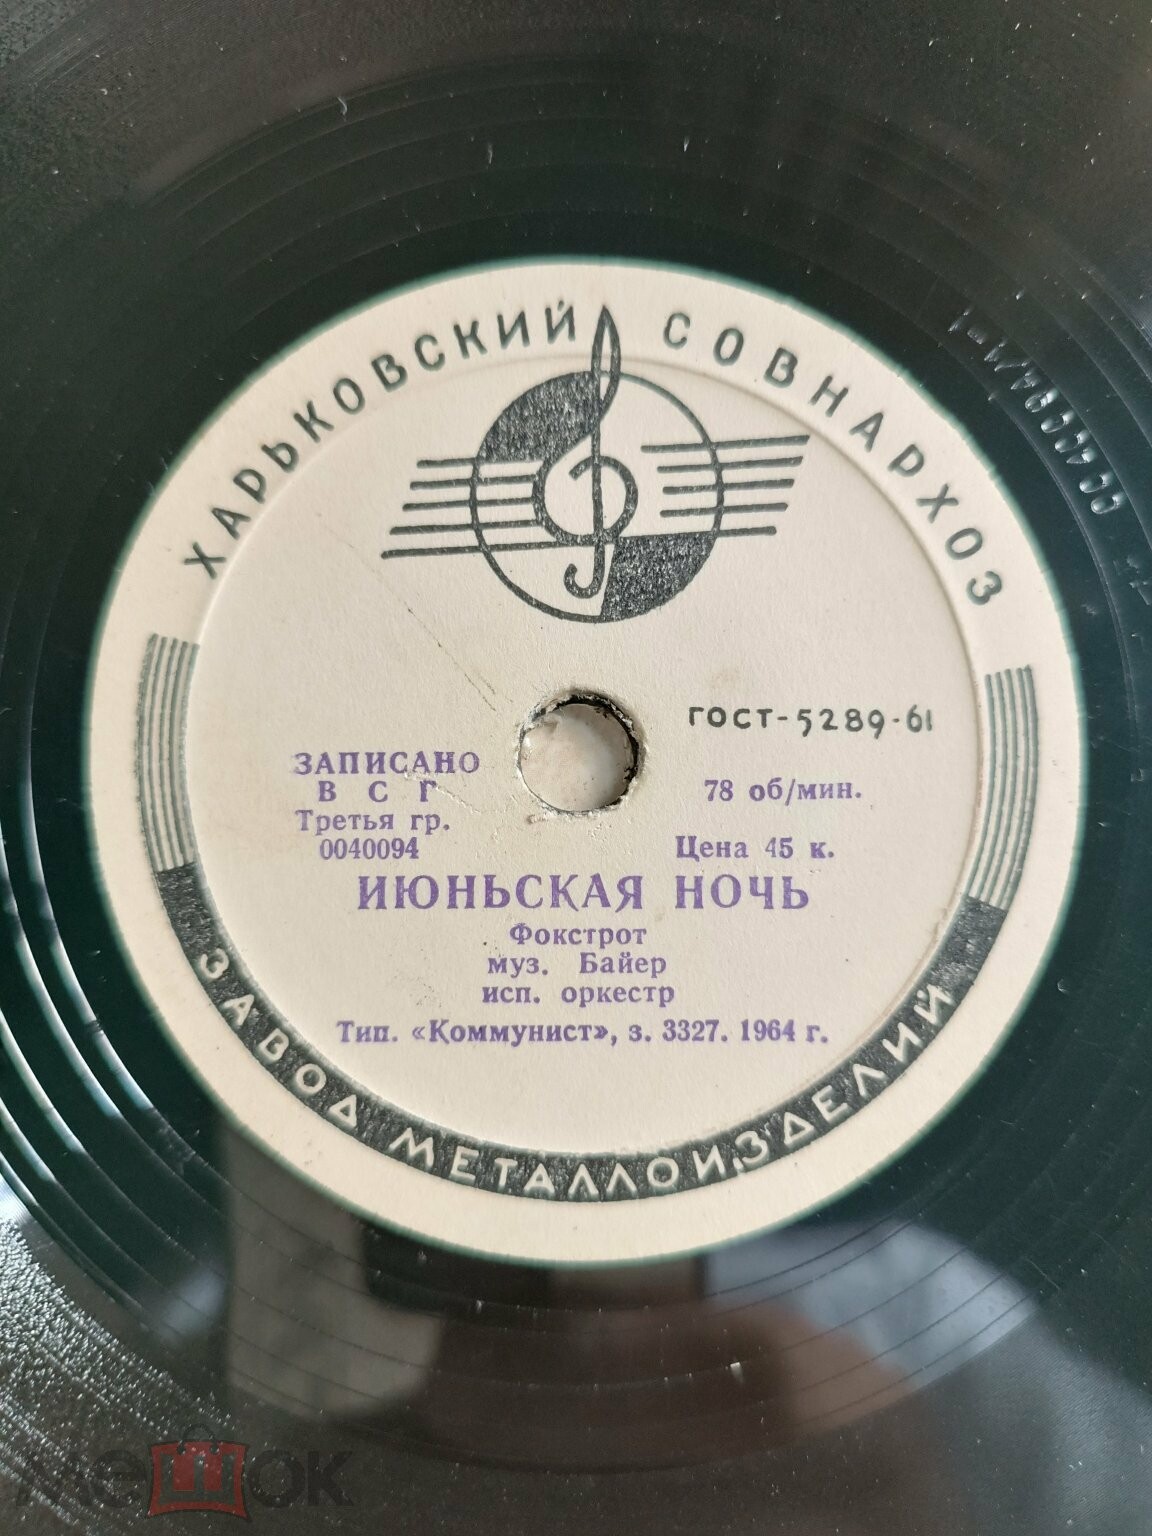 ХАРЬКОВСКИЙ СОВНАРХОЗ
ГОСТ-5289-61
ЗАПИСАНО
В С Г
78 об/мин.
Третья гр.
0040094
Цена 45 к.
ИЮНЬСКАЯ НОЧЬ
Фокстрот
муз. Байер
исп. оркестр
Тип. «Коммунист», з. 3327. 1964 г.
ЗАВОД МЕТАЛЛОИЗДЕЛИЙ
мешок